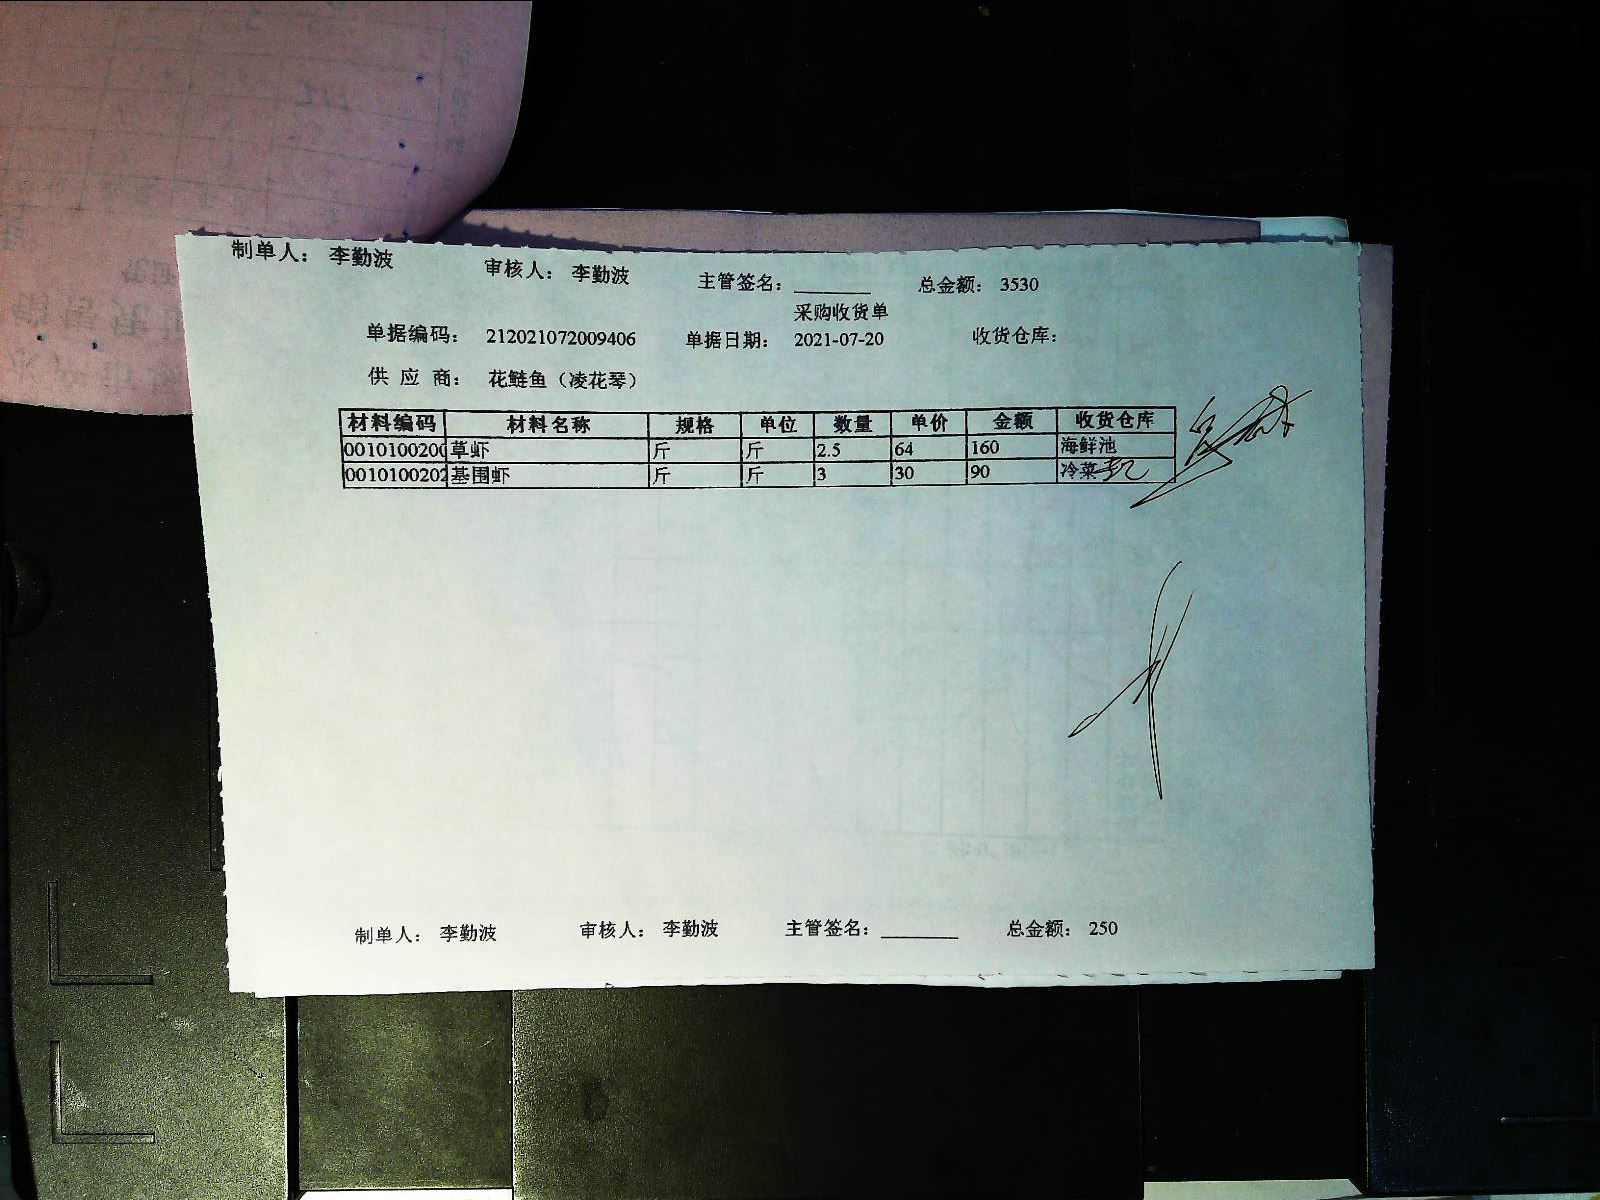 制单人： 李勤波 审核人： 李勤波 主管签名：________ 总金额： 3530
采购收货单
单据编码： 212021072009406 单据日期： 2021-07-20 收货仓库：
供 应 商： 花鲢鱼（凌花琴）
材料编码 材料名称 规格 单位 数量 单价 金额 收货仓库
0010100200 草虾 斤 斤 2.5 64 160 海鲜池
0010100202 基围虾 斤 斤 3 30 90 冷菜
制单人： 李勤波 审核人： 李勤波 主管签名：________ 总金额： 250